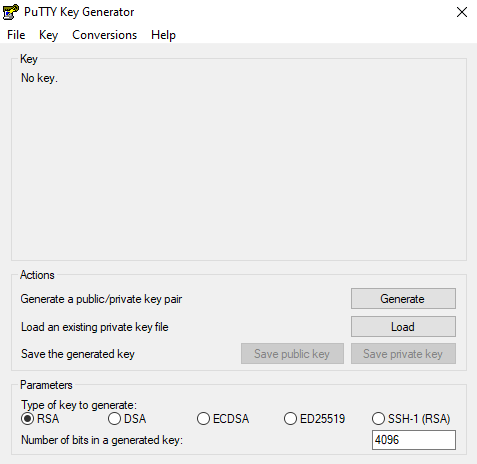 PuTTY Key Generator
File Key Conversions Help
Key
No key.
Actions
Generate a public/private key pair Generate
Load an existing private key file Load
Save the generated key Save public key Save private key
Parameters
Type of key to generate:
RSA DSA ECDSA ED25519 SSH-1 (RSA)
Number of bits in a generated key: 4096